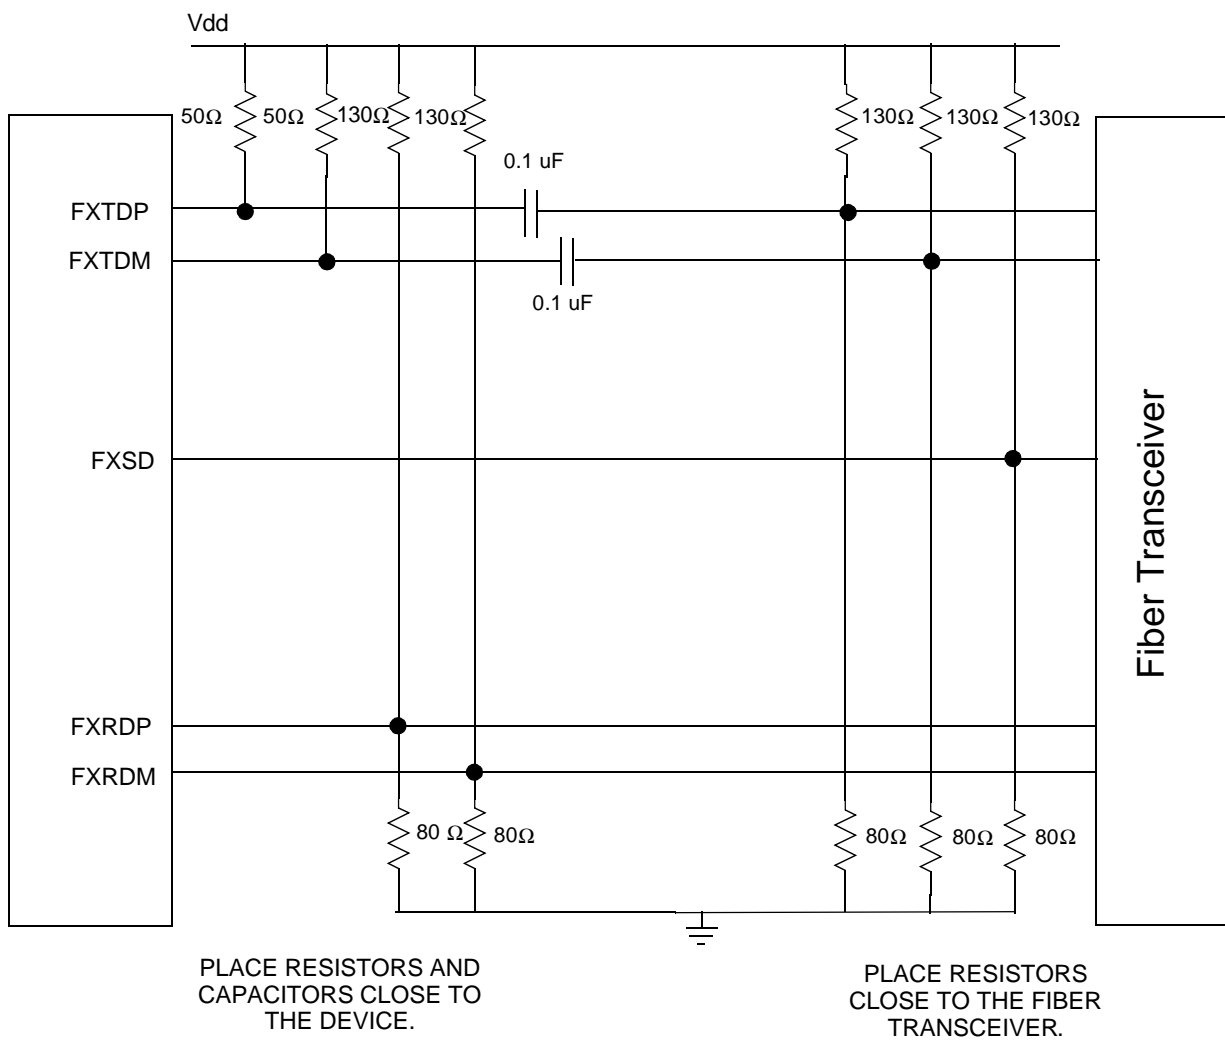 Vdd
50Ω 50Ω 130Ω 130Ω 130Ω 130Ω 130Ω
0.1 uF
FXTDP
FXTDM
0.1 uF
FXSD
Fiber Transceiver
FXRDP
FXRDM
80 Ω 80Ω 80Ω 80Ω 80Ω
PLACE RESISTORS AND
CAPACITORS CLOSE TO
THE DEVICE.
PLACE RESISTORS
CLOSE TO THE FIBER
TRANSCEIVER.